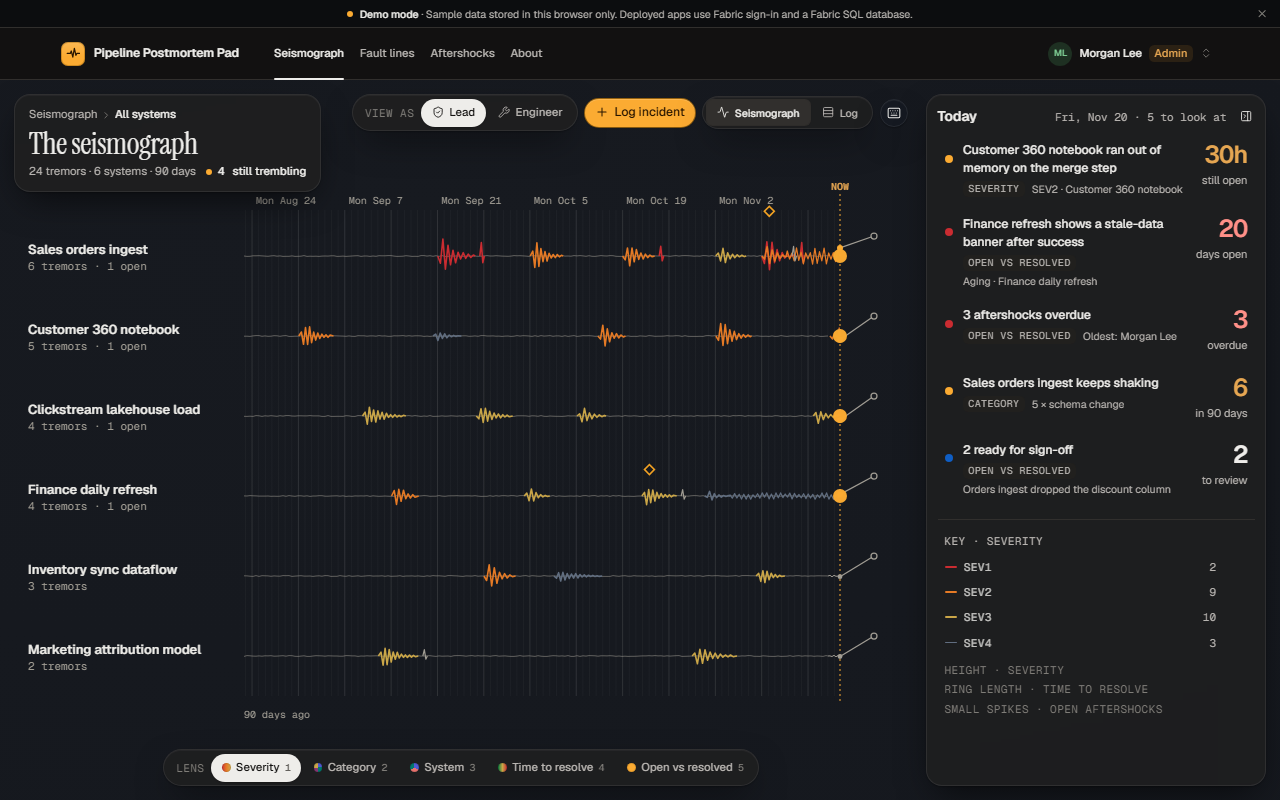 Demo mode · Sample data stored in this browser only. Deployed apps use Fabric sign-in and a Fabric SQL database.
Pipeline Postmortem Pad
Seismograph
Fault lines
Aftershocks
About
ML
Morgan Lee
Admin
Seismograph › All systems
The seismograph
24 tremors · 6 systems · 90 days
4 still trembling
VIEW AS
Lead
Engineer
+ Log incident
Seismograph
Log
NOW
Mon Aug 24
Mon Sep 7
Mon Sep 21
Mon Oct 5
Mon Oct 19
Mon Nov 2
Sales orders ingest
6 tremors · 1 open
Customer 360 notebook
5 tremors · 1 open
Clickstream lakehouse load
4 tremors · 1 open
Finance daily refresh
4 tremors · 1 open
Inventory sync dataflow
3 tremors
Marketing attribution model
2 tremors
90 days ago
LENS
Severity 1
Category 2
System 3
Time to resolve 4
Open vs resolved 5
Today
Fri, Nov 20 · 5 to look at
Customer 360 notebook ran out of
memory on the merge step
SEVERITY
SEV2 · Customer 360 notebook
30h
still open
Finance refresh shows a stale-data
banner after success
OPEN VS RESOLVED
Aging · Finance daily refresh
20
days open
3 aftershocks overdue
OPEN VS RESOLVED
Oldest: Morgan Lee
3
overdue
Sales orders ingest keeps shaking
CATEGORY
5 × schema change
6
in 90 days
2 ready for sign-off
OPEN VS RESOLVED
Orders ingest dropped the discount column
2
to review
KEY · SEVERITY
SEV1 2
SEV2 9
SEV3 10
SEV4 3
HEIGHT · SEVERITY
RING LENGTH · TIME TO RESOLVE
SMALL SPIKES · OPEN AFTERSHOCKS